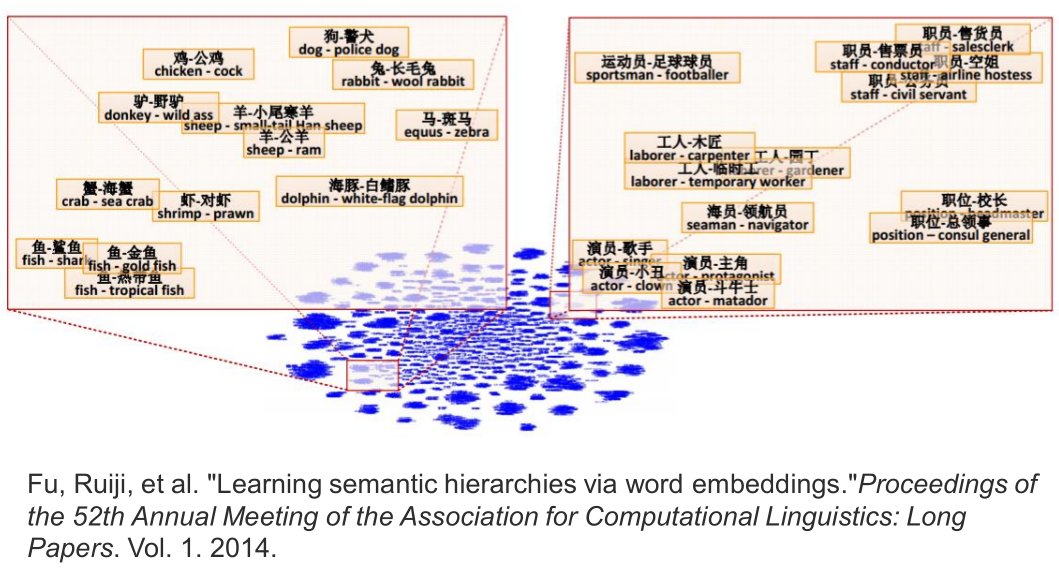 狗-警犬
dog - police dog
鸡-公鸡
chicken - cock
兔-长毛兔
rabbit - wool rabbit
驴-野驴
donkey - wild ass
羊-小尾寒羊
sheep - small-tail Han sheep
马-斑马
equus - zebra
羊-公羊
sheep - ram
蟹-海蟹
crab - sea crab
虾-对虾
shrimp - prawn
海豚-白鳍豚
dolphin - white-flag dolphin
鱼-鲨鱼
fish - shark
鱼-金鱼
fish - gold fish
鱼-热带鱼
fish - tropical fish
职员-售货员
staff - salesclerk
职员-售票员
staff - conductor
职员-空姐
staff - airline hostess
职员-公务员
staff - civil servant
运动员-足球球员
sportsman - footballer
工人-木匠
laborer - carpenter
工人-园丁
laborer - gardener
工人-临时工
laborer - temporary worker
海员-领航员
seaman - navigator
职位-校长
position - headmaster
职位-总领事
position – consul general
演员-歌手
actor - singer
演员-主角
actor - protagonist
演员-小丑
actor - clown
演员-斗牛士
actor - matador
Fu, Ruiji, et al. "Learning semantic hierarchies via word embeddings."Proceedings of
the 52th Annual Meeting of the Association for Computational Linguistics: Long
Papers. Vol. 1. 2014.